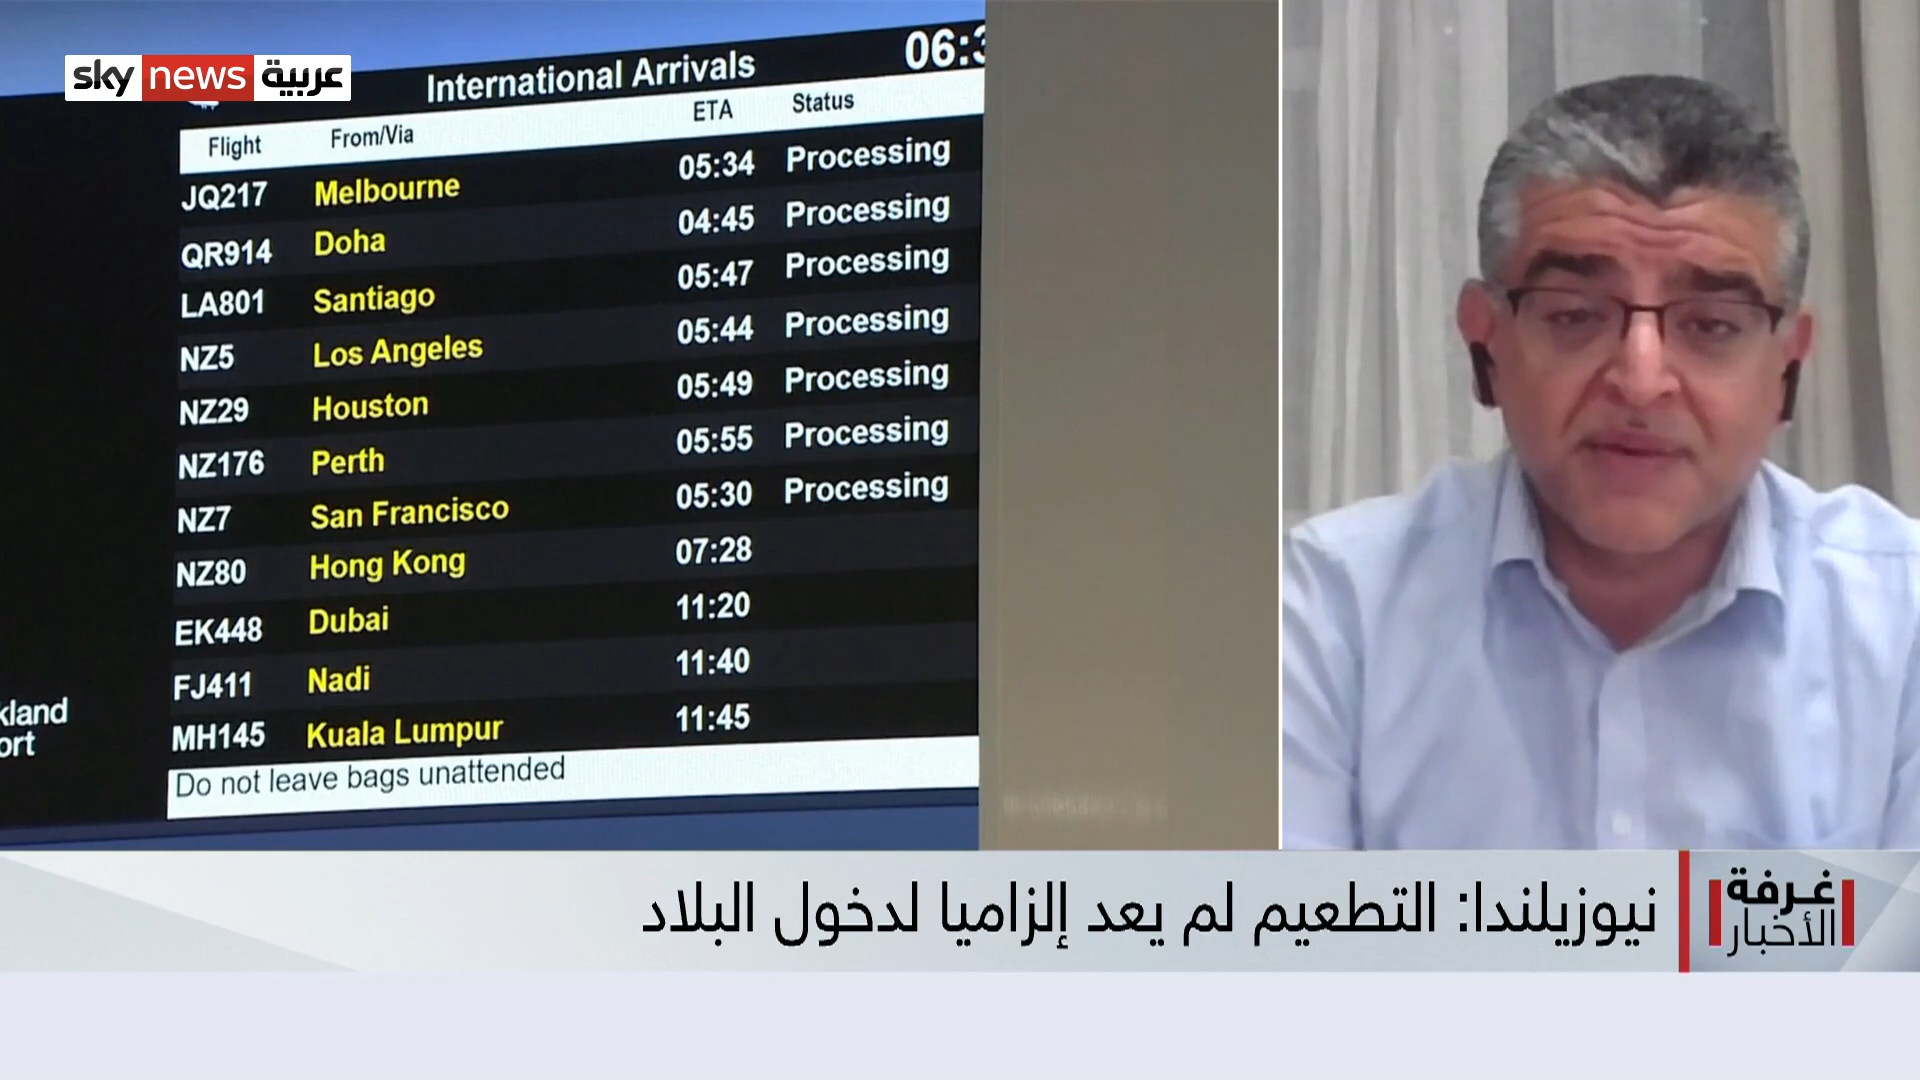 sky news عربية
International Arrivals 06:3
Flight From/Via ETA Status
JQ217 Melbourne 05:34 Processing
QR914 Doha 04:45 Processing
LA801 Santiago 05:47 Processing
NZ5 Los Angeles 05:44 Processing
NZ29 Houston 05:49 Processing
NZ176 Perth 05:55 Processing
NZ7 San Francisco 05:30 Processing
NZ80 Hong Kong 07:28
EK448 Dubai 11:20
FJ411 Nadi 11:40
MH145 Kuala Lumpur 11:45
Do not leave bags unattended
kland
ort
غرفة
الأخبار
نيوزيلندا: التطعيم لم يعد إلزاميا لدخول البلاد